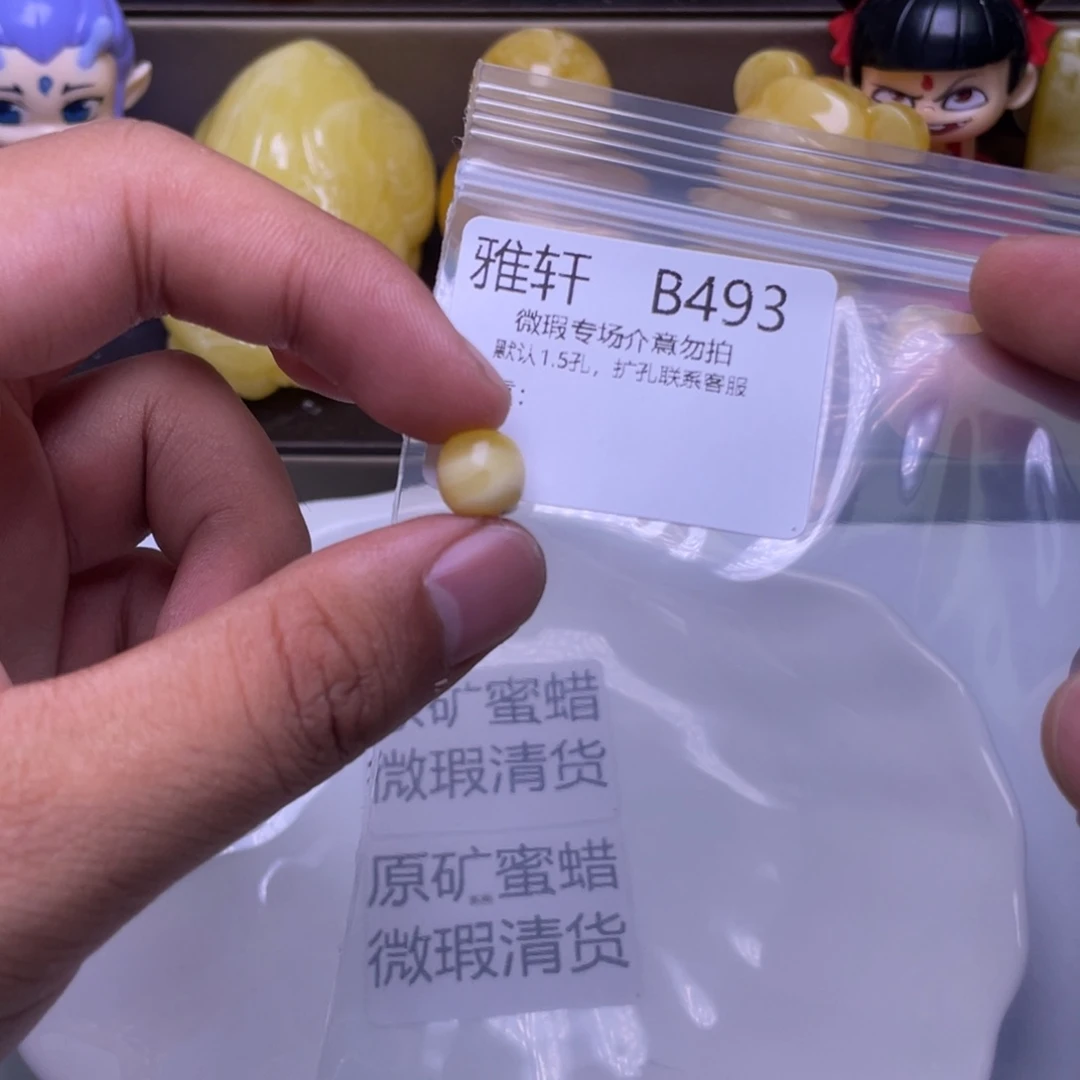 雅轩 B493
微瑕专场介意勿拍
默认1.5孔，扩孔联系客服
：
矿蜜蜡
微瑕清货
原矿蜜蜡
微瑕清货